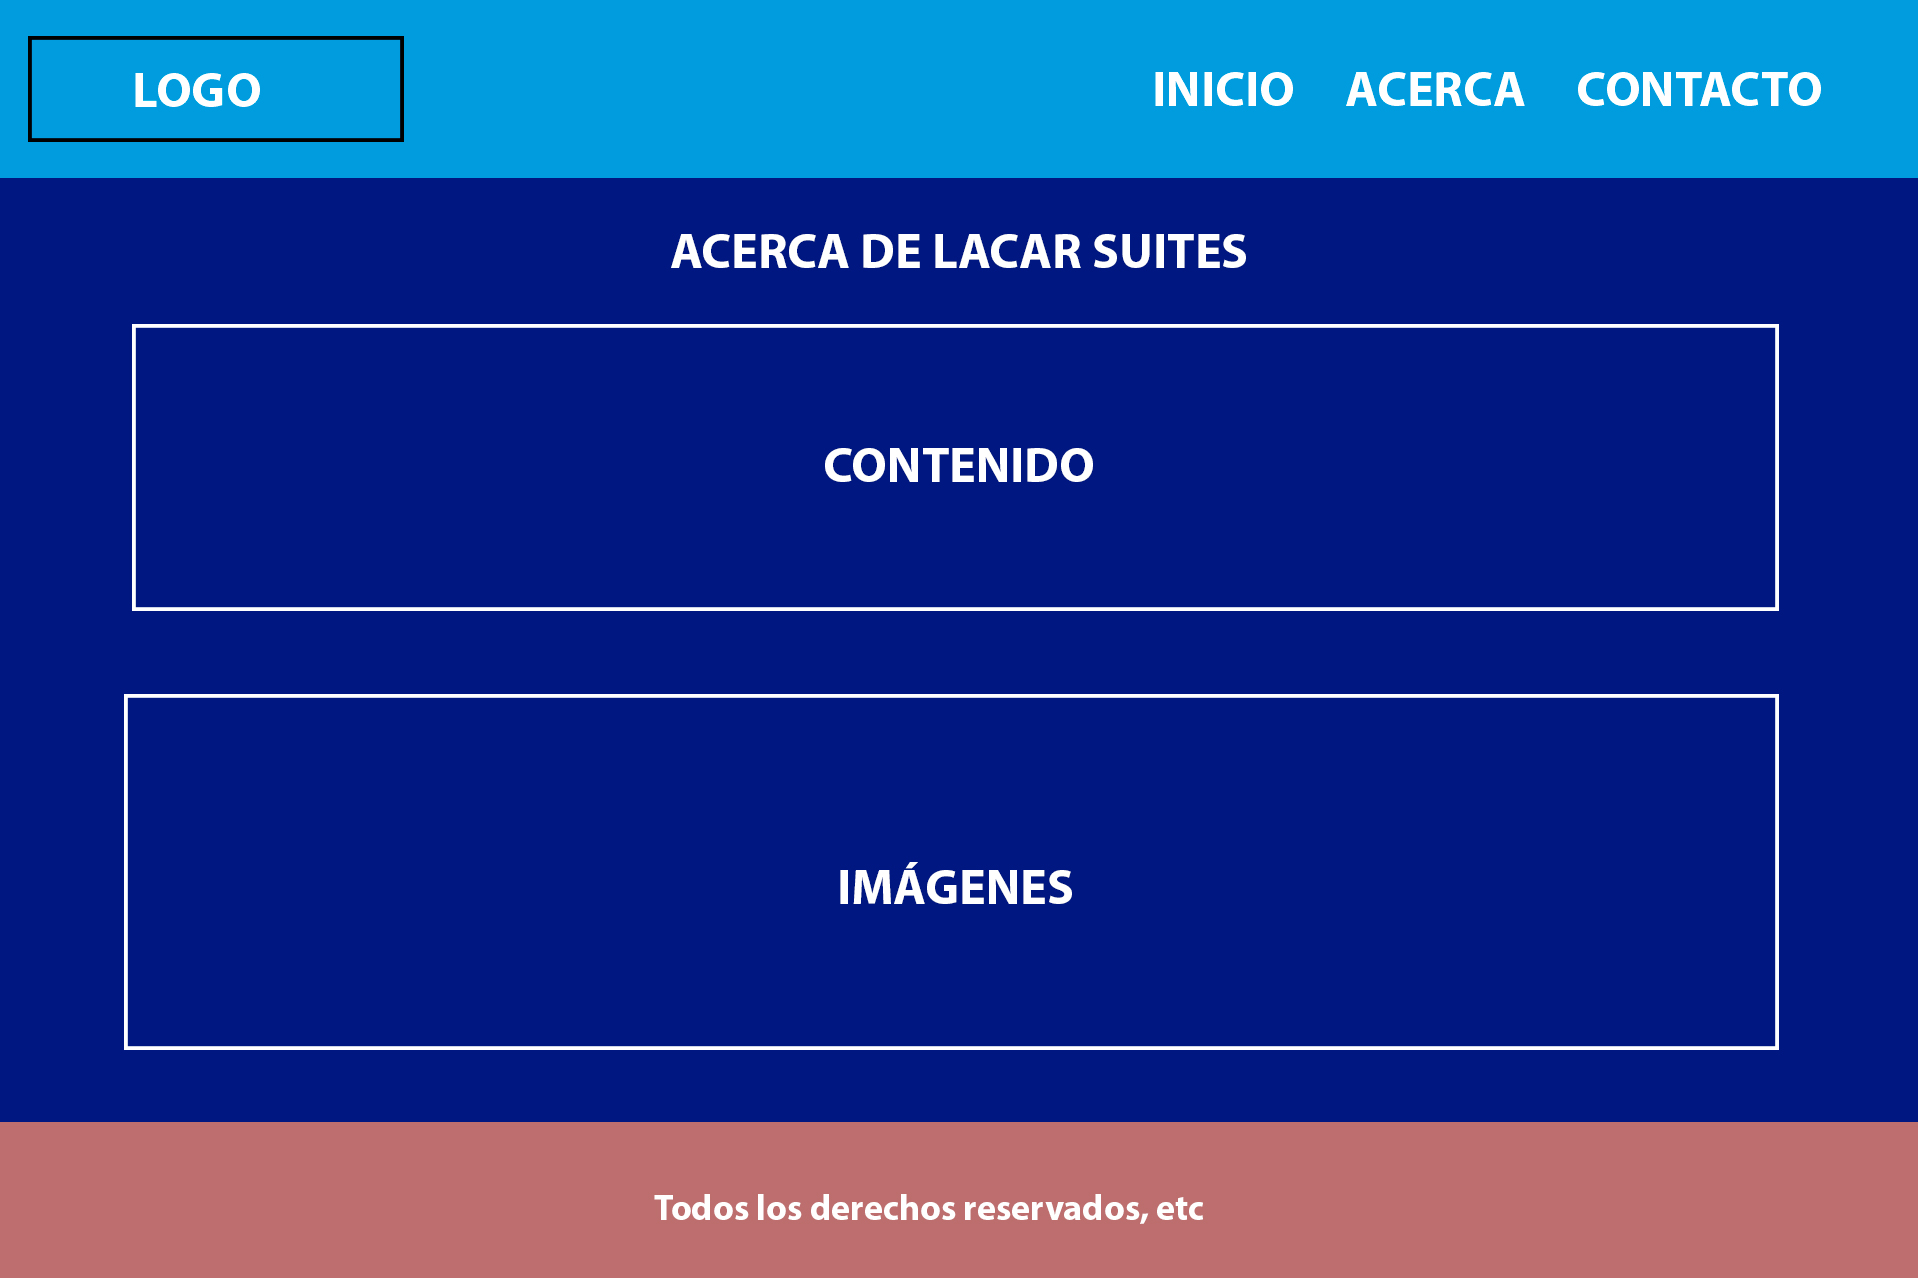 LOGO
INICIO ACERCA CONTACTO
ACERCA DE LACAR SUITES
CONTENIDO
IMÁGENES
Todos los derechos reservados, etc